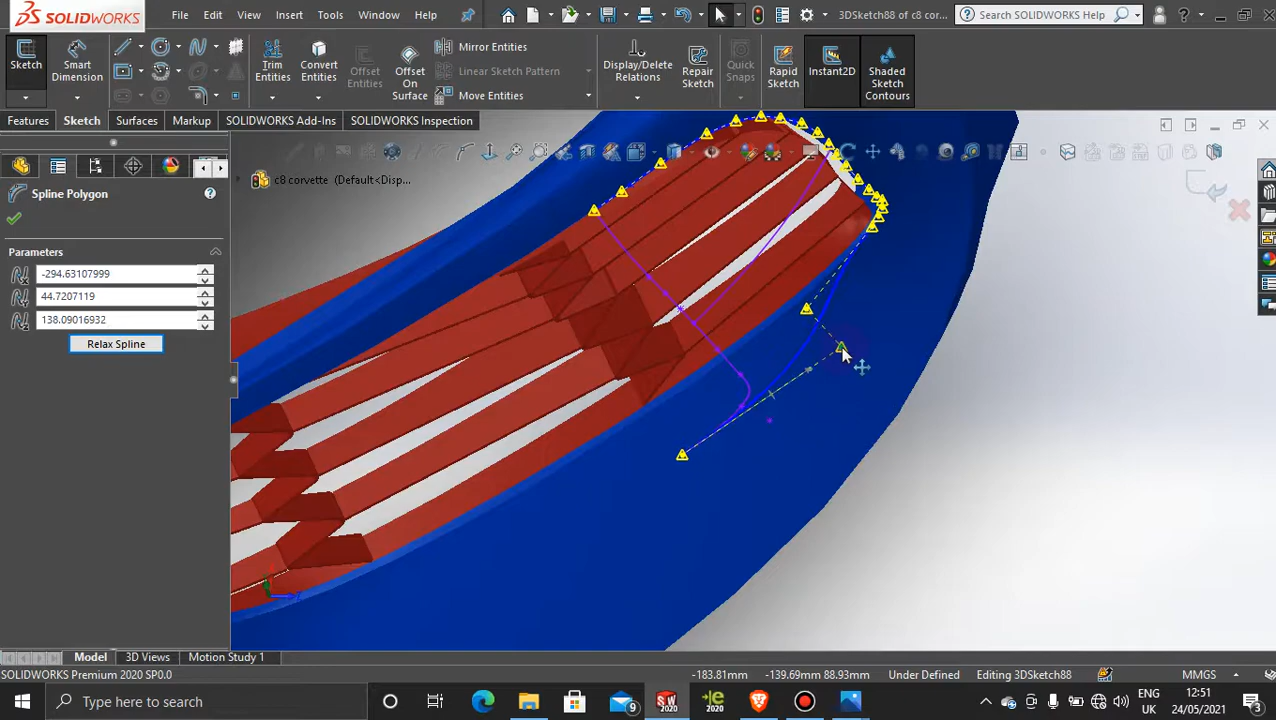 SOLIDWORKS
File Edit View Insert Tools Window Help
3DSketch88 of c8 cor...
Search SOLIDWORKS Help
Sketch
Smart Dimension
Trim Entities
Convert Entities
Offset Entities
Offset On Surface
Mirror Entities
Linear Sketch Pattern
Move Entities
Display/Delete Relations
Repair Sketch
Quick Snaps
Rapid Sketch
Instant2D
Shaded Sketch Contours
Features Sketch Surfaces Markup SOLIDWORKS Add-Ins SOLIDWORKS Inspection
c8 corvette (Default<Disp...
Spline Polygon
Parameters
-294.63107999
44.7207119
138.09016932
Relax Spline
Model 3D Views Motion Study 1
SOLIDWORKS Premium 2020 SP0.0
-183.81mm -139.69mm 88.93mm Under Defined Editing 3DSketch88 MMGS
Type here to search
9
SW 2020
e 2020
ENG UK
12:51
24/05/2021
3